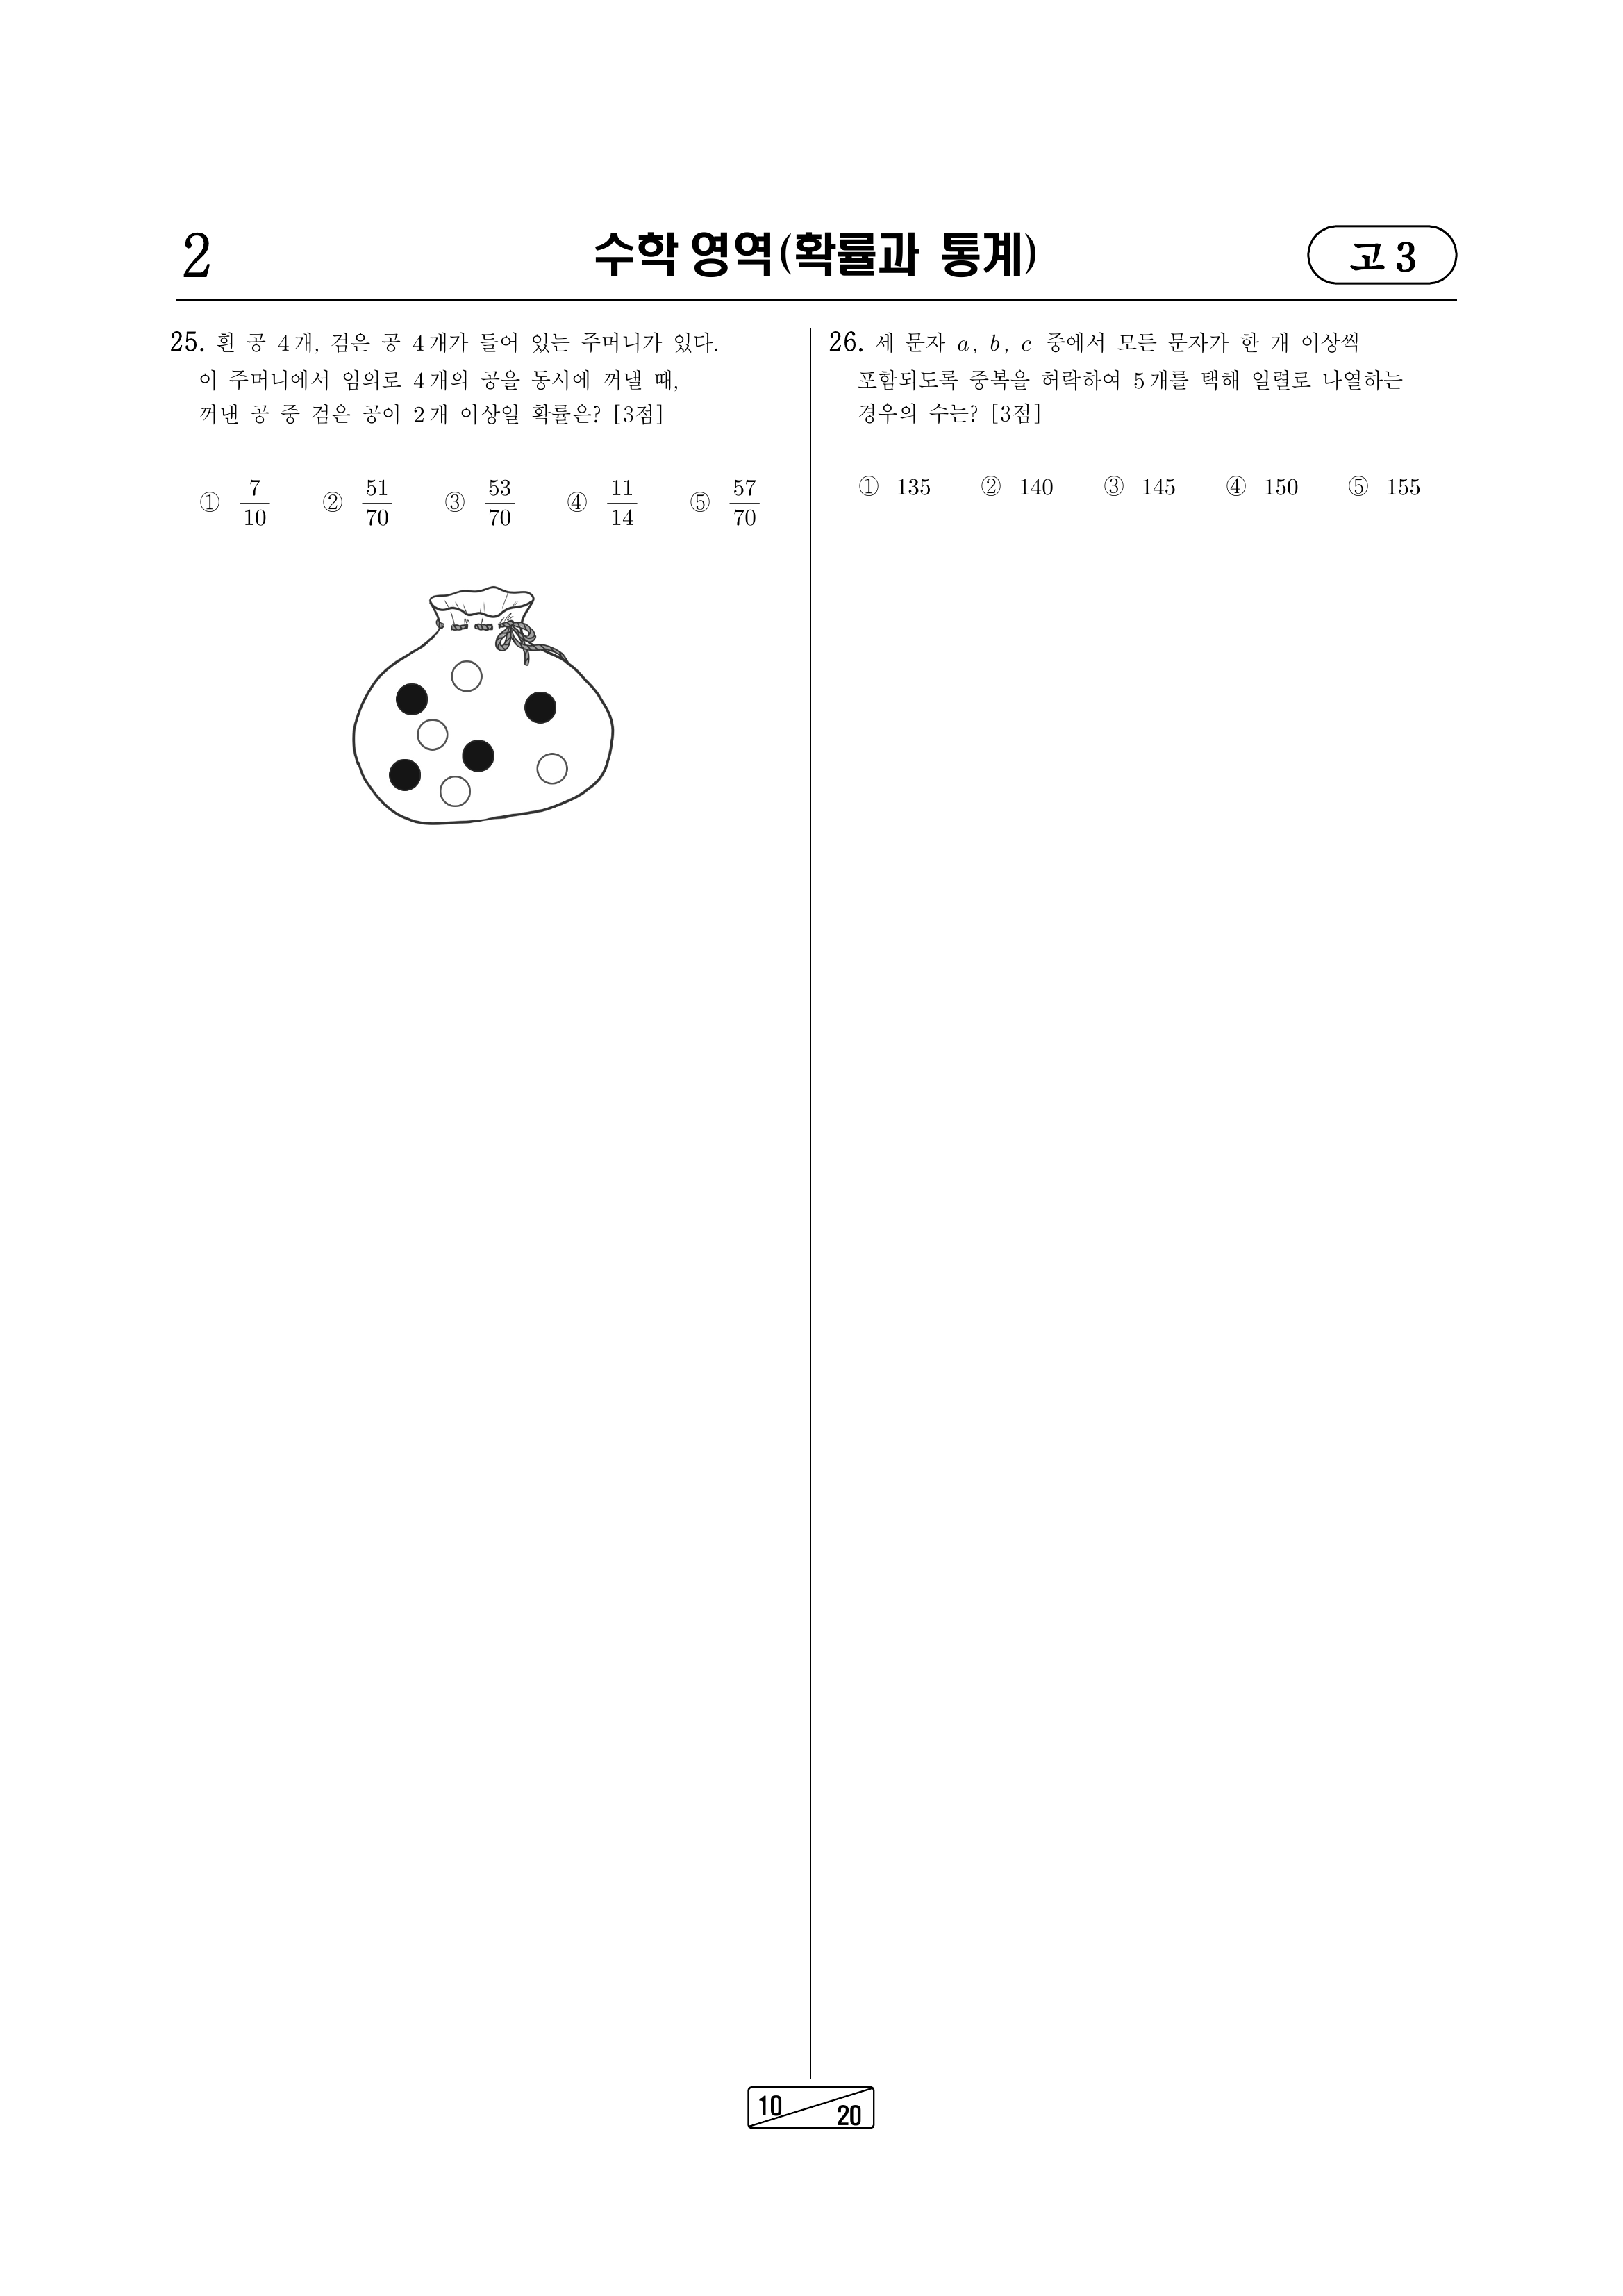 2
수학 영역(확률과 통계)
고 3
25. 흰 공 4개, 검은 공 4개가 들어 있는 주머니가 있다.
이 주머니에서 임의로 4개의 공을 동시에 꺼낼 때,
꺼낸 공 중 검은 공이 2개 이상일 확률은? [3점]
① 7/10 ② 51/70 ③ 53/70 ④ 11/14 ⑤ 57/70
26. 세 문자 a, b, c 중에서 모든 문자가 한 개 이상씩
포함되도록 중복을 허락하여 5개를 택해 일렬로 나열하는
경우의 수는? [3점]
① 135 ② 140 ③ 145 ④ 150 ⑤ 155
10
20